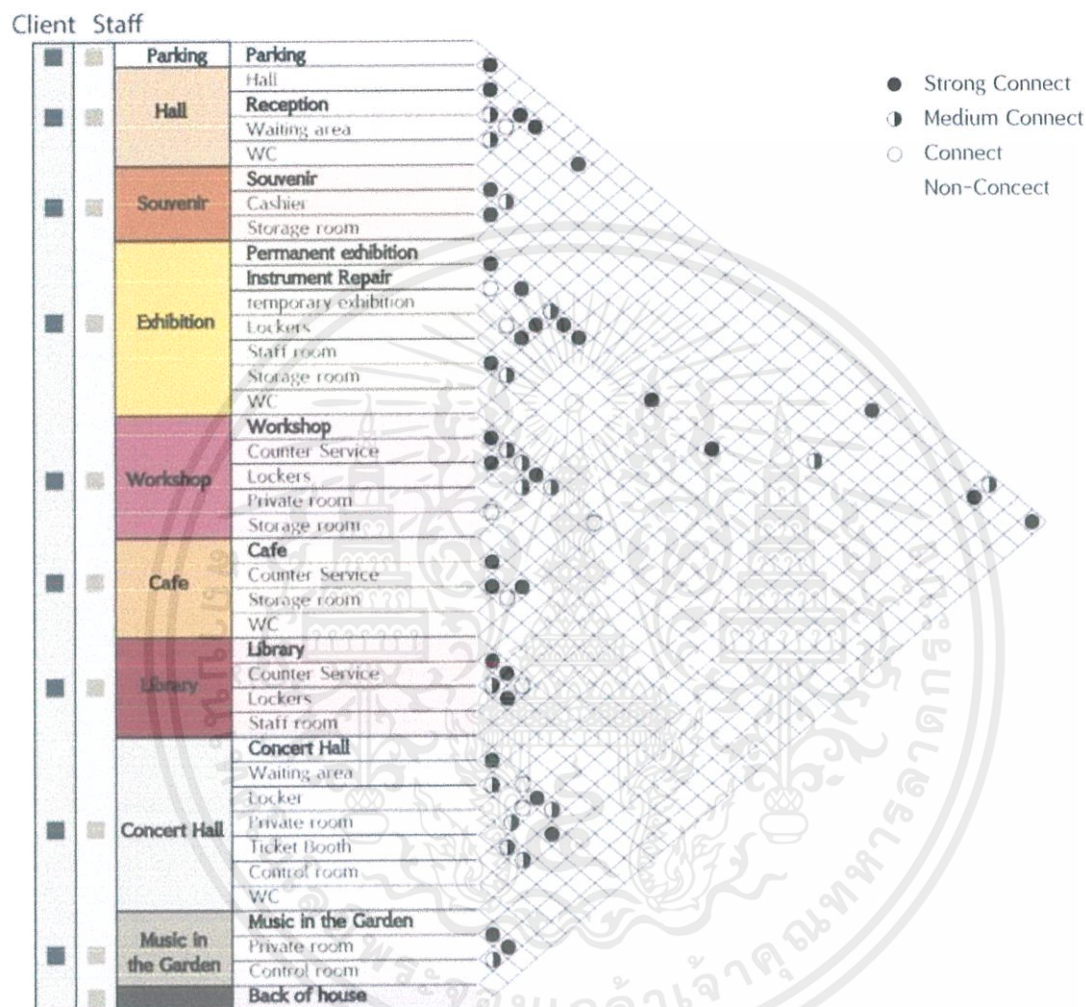 Client Staff
Parking Parking
Hall
Hall
Reception
Waiting area
WC
Souvenir
Souvenir
Cashier
Storage room
Exhibition
Permanent exhibition
Instrument Repair
temporary exhibition
Lockers
Staff room
Storage room
WC
Workshop
Workshop
Counter Service
Lockers
Private room
Storage room
Cafe
Cafe
Counter Service
Storage room
WC
Library
Library
Counter Service
Lockers
Staff room
Concert Hall
Concert Hall
Waiting area
Locker
Private room
Ticket Booth
Control room
WC
Music in
the Garden
Music in the Garden
Private room
Control room
Back of house
Strong Connect
Medium Connect
Connect
Non-Concect